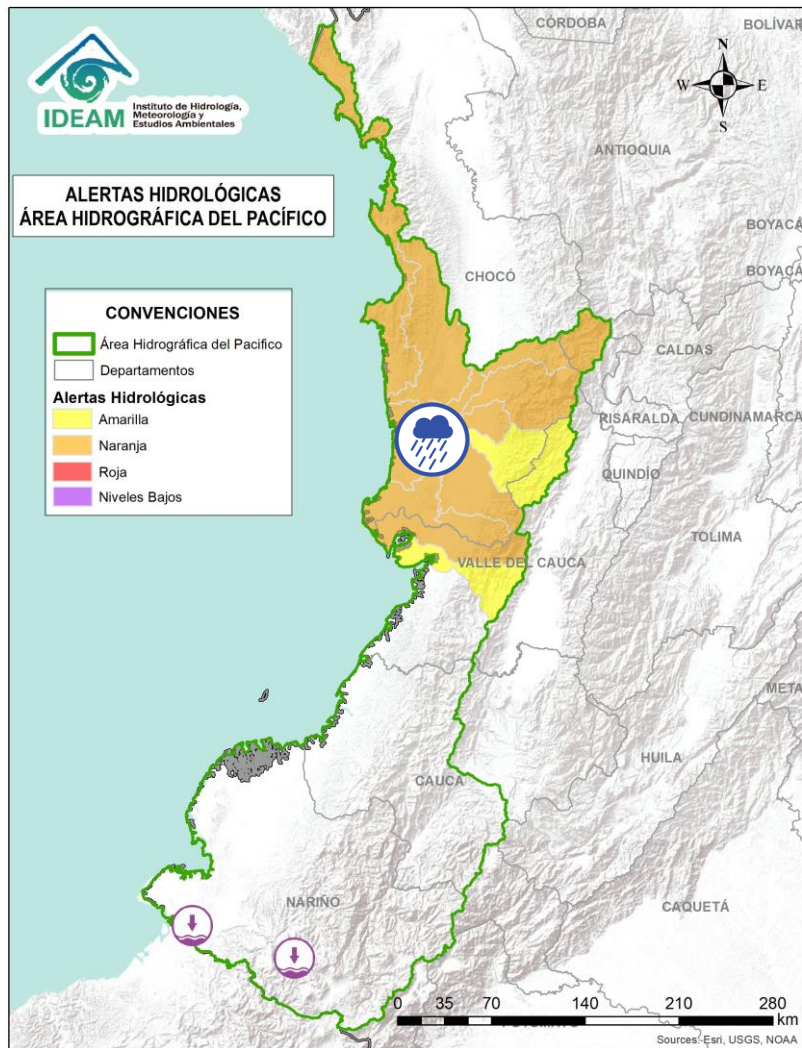 CÓRDOBA
BOLÍVAR
N
W E
S
IDEAM
Instituto de Hidrología,
Meteorología y
Estudios Ambientales
ANTIOQUIA
ALERTAS HIDROLÓGICAS
ÁREA HIDROGRÁFICA DEL PACÍFICO
BOYACÁ
BOYACÁ
CHOCÓ
CONVENCIONES
Área Hidrográfica del Pacifico
Departamentos
Alertas Hidrológicas
Amarilla
Naranja
Roja
Niveles Bajos
CALDAS
RISARALDA
CUNDINAMARCA
QUINDÍO
TOLIMA
VALLE DEL CAUCA
META
HUILA
CAUCA
NARIÑO
CAQUETÁ
0 35 70 140 210 280
km
Sources: Esri, USGS, NOAA